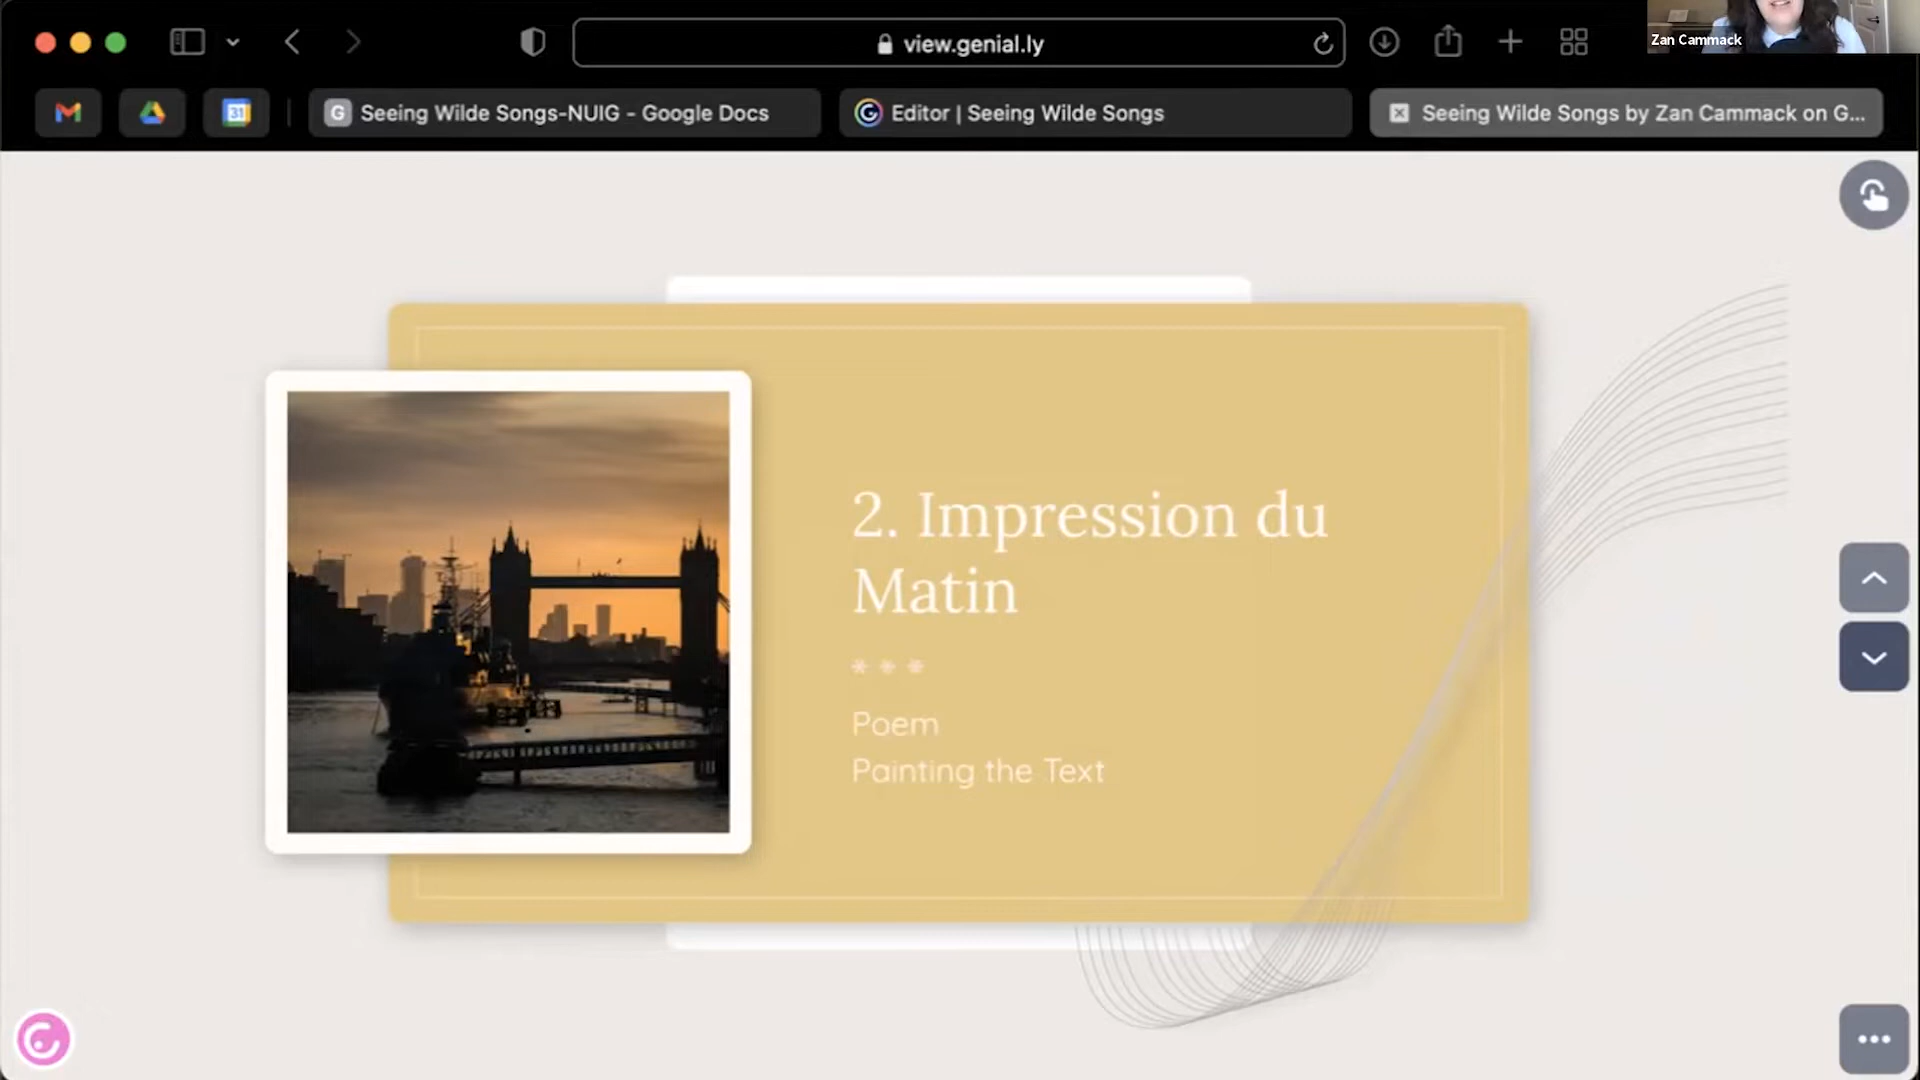 view.genial.ly
Zan Cammack
31
G Seeing Wilde Songs-NUIG - Google Docs
Editor | Seeing Wilde Songs
Seeing Wilde Songs by Zan Cammack on G...
2. Impression du
Matin
* * *
Poem
Painting the Text